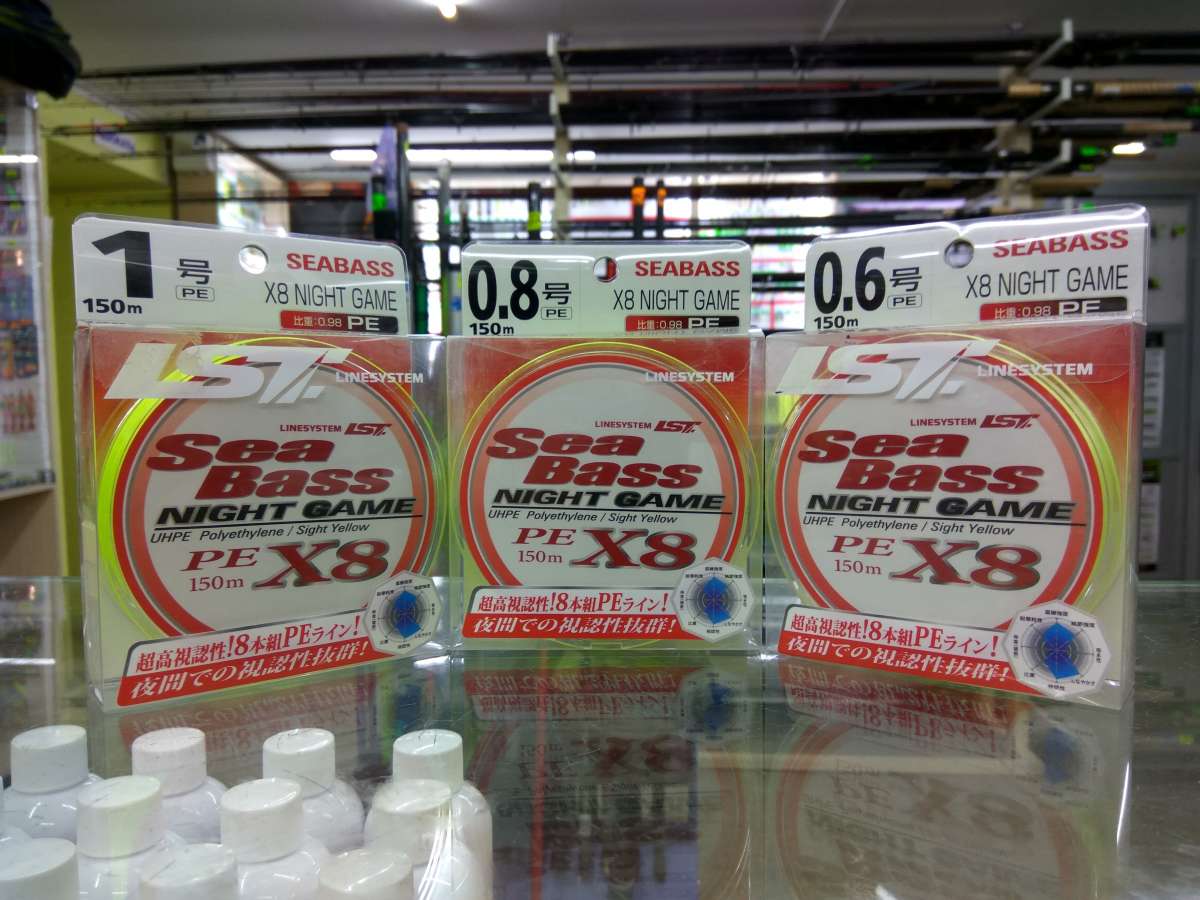 1号
PE
150m
SEABASS
X8 NIGHT GAME
比重:0.98 PE
LST.
LINESYSTEM
LINESYSTEM LST.
Sea
Bass
NIGHT GAME
UHPE Polyethylene / Sight Yellow
PE X8
150m
超高視認性!8本組PEライン!
夜間での視認性抜群!
0.8号
PE
150m
SEABASS
X8 NIGHT GAME
比重:0.98 PE
LINESYSTEM
LINESYSTEM LST.
Sea
Bass
NIGHT GAME
UHPE Polyethylene / Sight Yellow
PE X8
150m
超高視認性!8本組PEライン!
夜間での視認性抜群!
0.6号
PE
150m
SEABASS
X8 NIGHT GAME
比重:0.98 PE
LST.
LINESYSTEM
LINESYSTEM LST.
Sea
Bass
NIGHT GAME
UHPE Polyethylene / Sight Yellow
PE X8
150m
超高視認性!8本組PEライン!
夜間での視認性抜群!